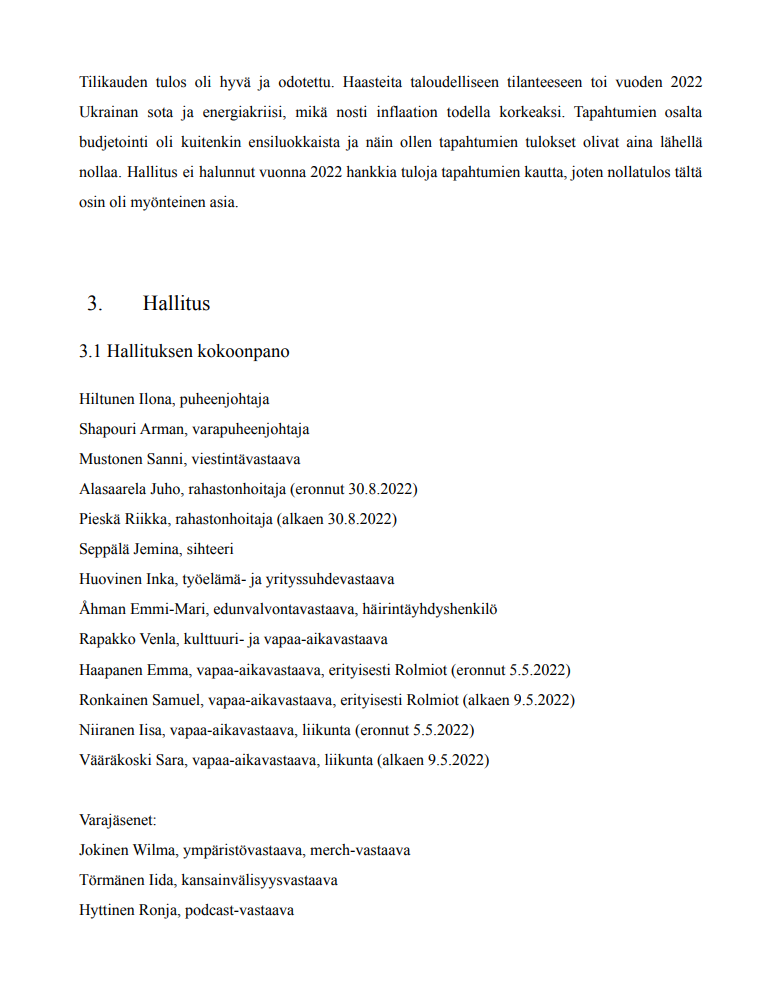 Tilikauden tulos oli hyvä ja odotettu. Haasteita taloudelliseen tilanteeseen toi vuoden 2022
Ukrainan sota ja energiakriisi, mikä nosti inflaation todella korkeaksi. Tapahtumien osalta
budjetointi oli kuitenkin ensiluokkaista ja näin ollen tapahtumien tulokset olivat aina lähellä
nollaa. Hallitus ei halunnut vuonna 2022 hankkia tuloja tapahtumien kautta, joten nollatulos tältä
osin oli myönteinen asia.
3. Hallitus
3.1 Hallituksen kokoonpano
Hiltunen Ilona, puheenjohtaja
Shapouri Arman, varapuheenjohtaja
Mustonen Sanni, viestintävastaava
Alasaarela Juho, rahastonhoitaja (eronnut 30.8.2022)
Pieskä Riikka, rahastonhoitaja (alkaen 30.8.2022)
Seppälä Jemina, sihteeri
Huovinen Inka, työelämä- ja yrityssuhdevastaava
Åhman Emmi-Mari, edunvalvontavastaava, häirintäyhdyshenkilö
Rapakko Venla, kulttuuri- ja vapaa-aikavastaava
Haapanen Emma, vapaa-aikavastaava, erityisesti Rolmiot (eronnut 5.5.2022)
Ronkainen Samuel, vapaa-aikavastaava, erityisesti Rolmiot (alkaen 9.5.2022)
Niiranen Iisa, vapaa-aikavastaava, liikunta (eronnut 5.5.2022)
Vääräkoski Sara, vapaa-aikavastaava, liikunta (alkaen 9.5.2022)
Varajäsenet:
Jokinen Wilma, ympäristövastaava, merch-vastaava
Törmänen Iida, kansainvälisyysvastaava
Hyttinen Ronja, podcast-vastaava